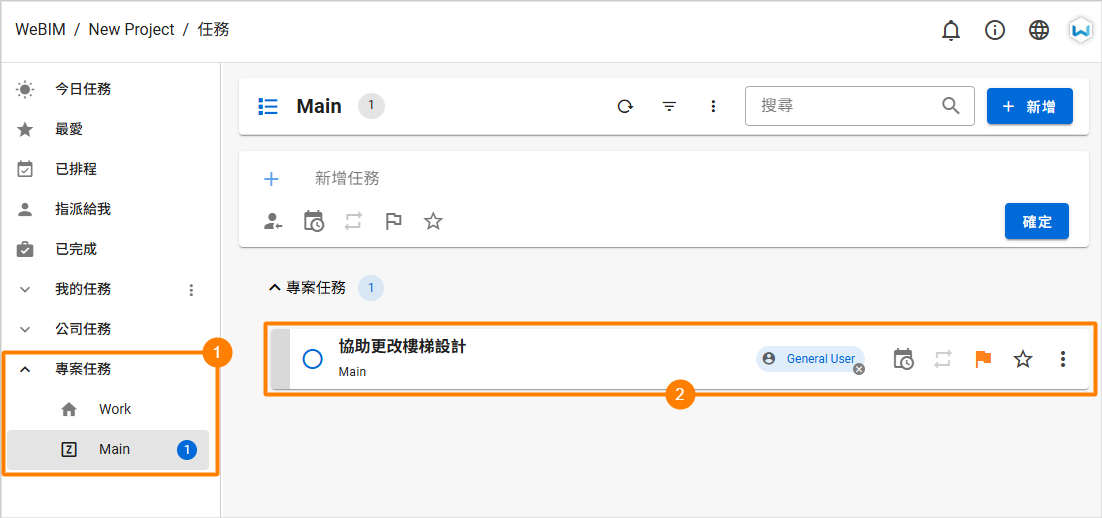 WeBIM / New Project / 任務
今日任務
最愛
已排程
指派給我
已完成
我的任務
公司任務
1
專案任務
Work
Main 1
Main 1
搜尋
+ 新增
新增任務
確定
專案任務 1
協助更改樓梯設計
Main
General User
2